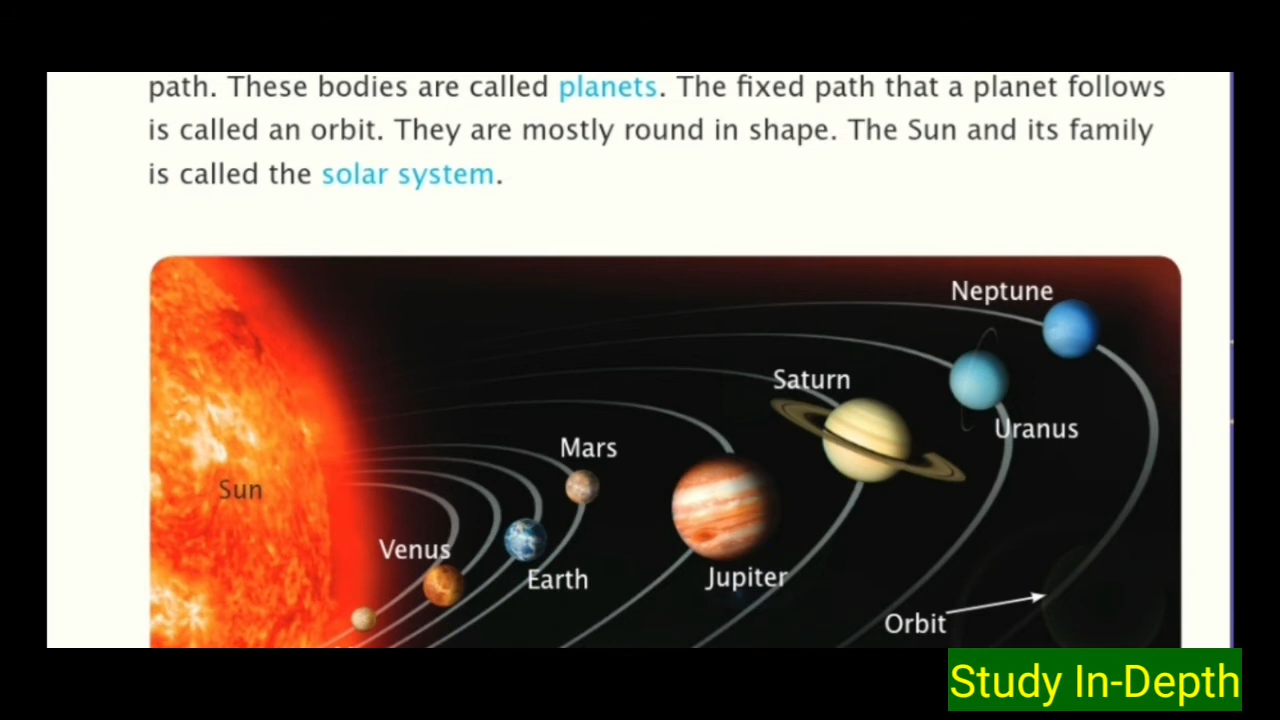 path. These bodies are called planets. The fixed path that a planet follows
is called an orbit. They are mostly round in shape. The Sun and its family
is called the solar system.
Neptune
Saturn
Uranus
Mars
Sun
Venus
Earth
Jupiter
Orbit
Study In-Depth